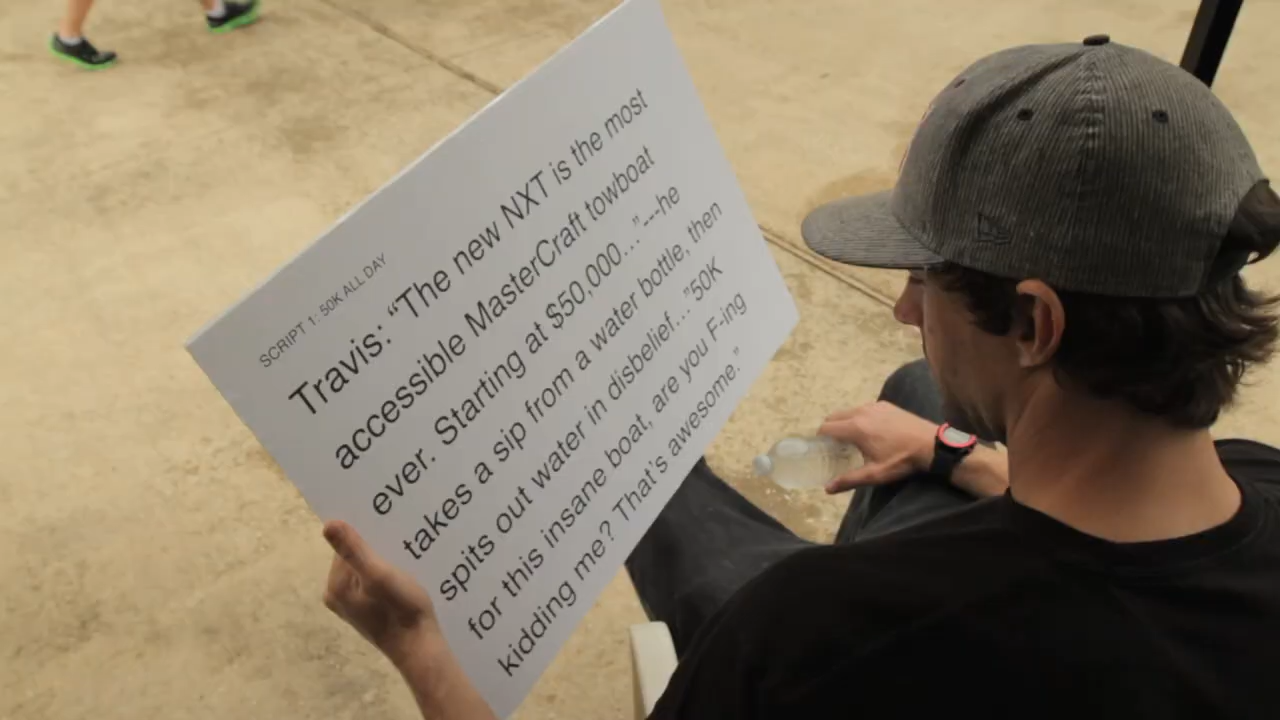 SCRIPT 1: 50K ALL DAY
Travis: “The new NXT is the most
accessible MasterCraft towboat
ever. Starting at $50,000…”---he
takes a sip from a water bottle, then
spits out water in disbelief…”50K
for this insane boat, are you F-ing
kidding me? That’s awesome.”